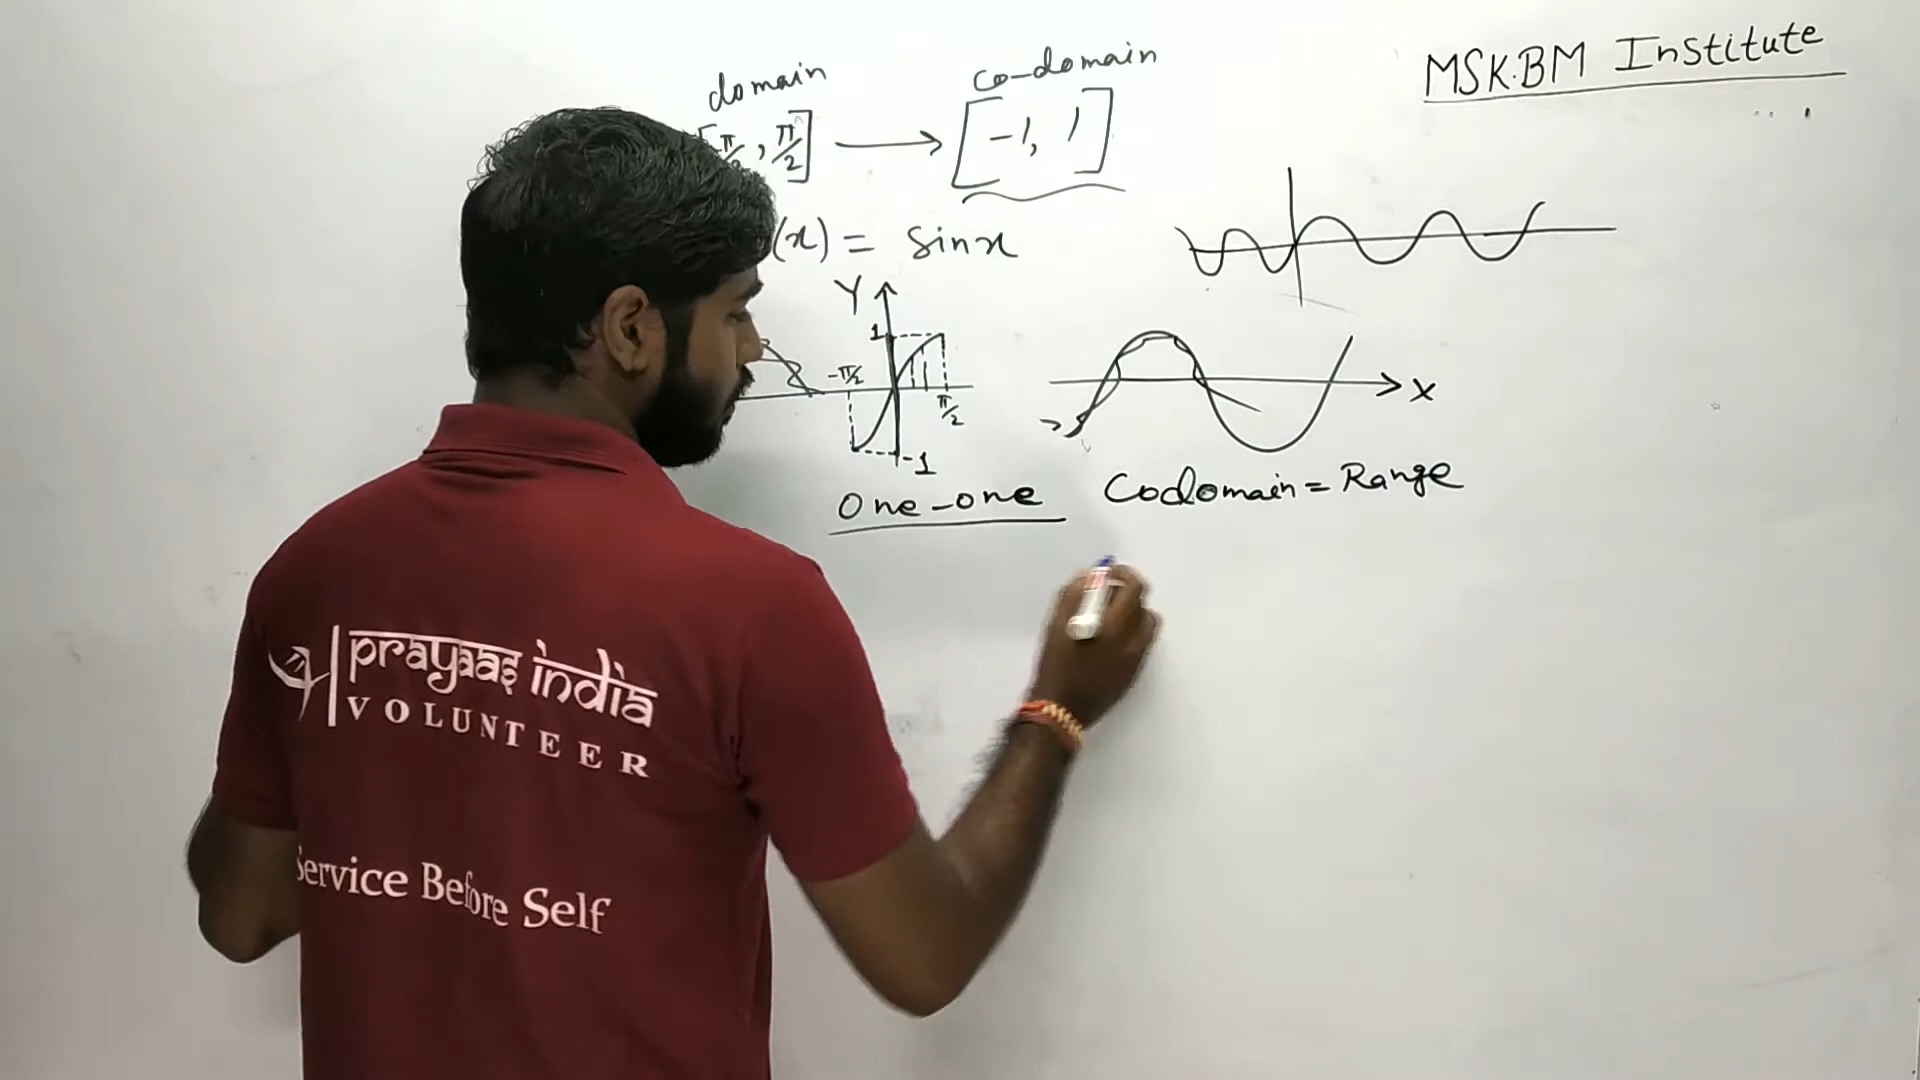 MSK.BM Institute
domain
co-domain
-π/2, π/2] → [-1, 1]
(x) = sinx
Y
1
-π/2
π/2
-1
X
One-one
Codomain = Range
prayaas india
VOLUNTEER
Service Before Self